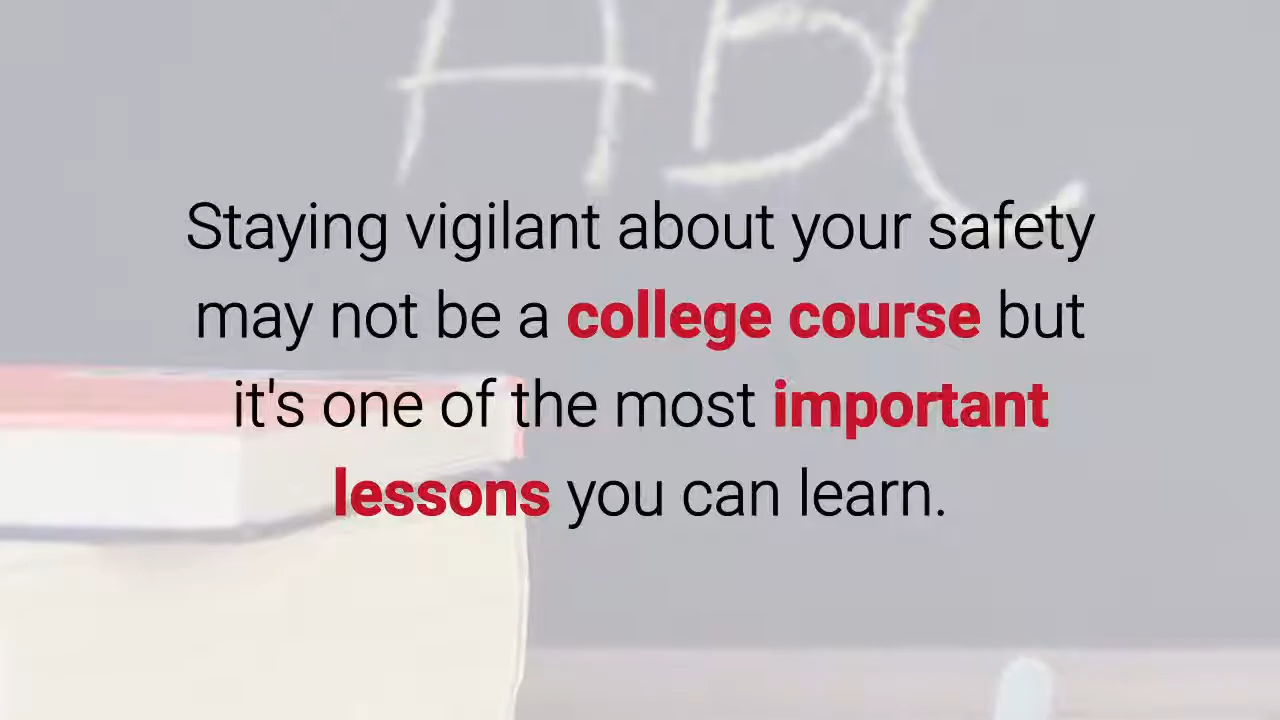 ABC
Staying vigilant about your safety
may not be a college course but
it's one of the most important
lessons you can learn.